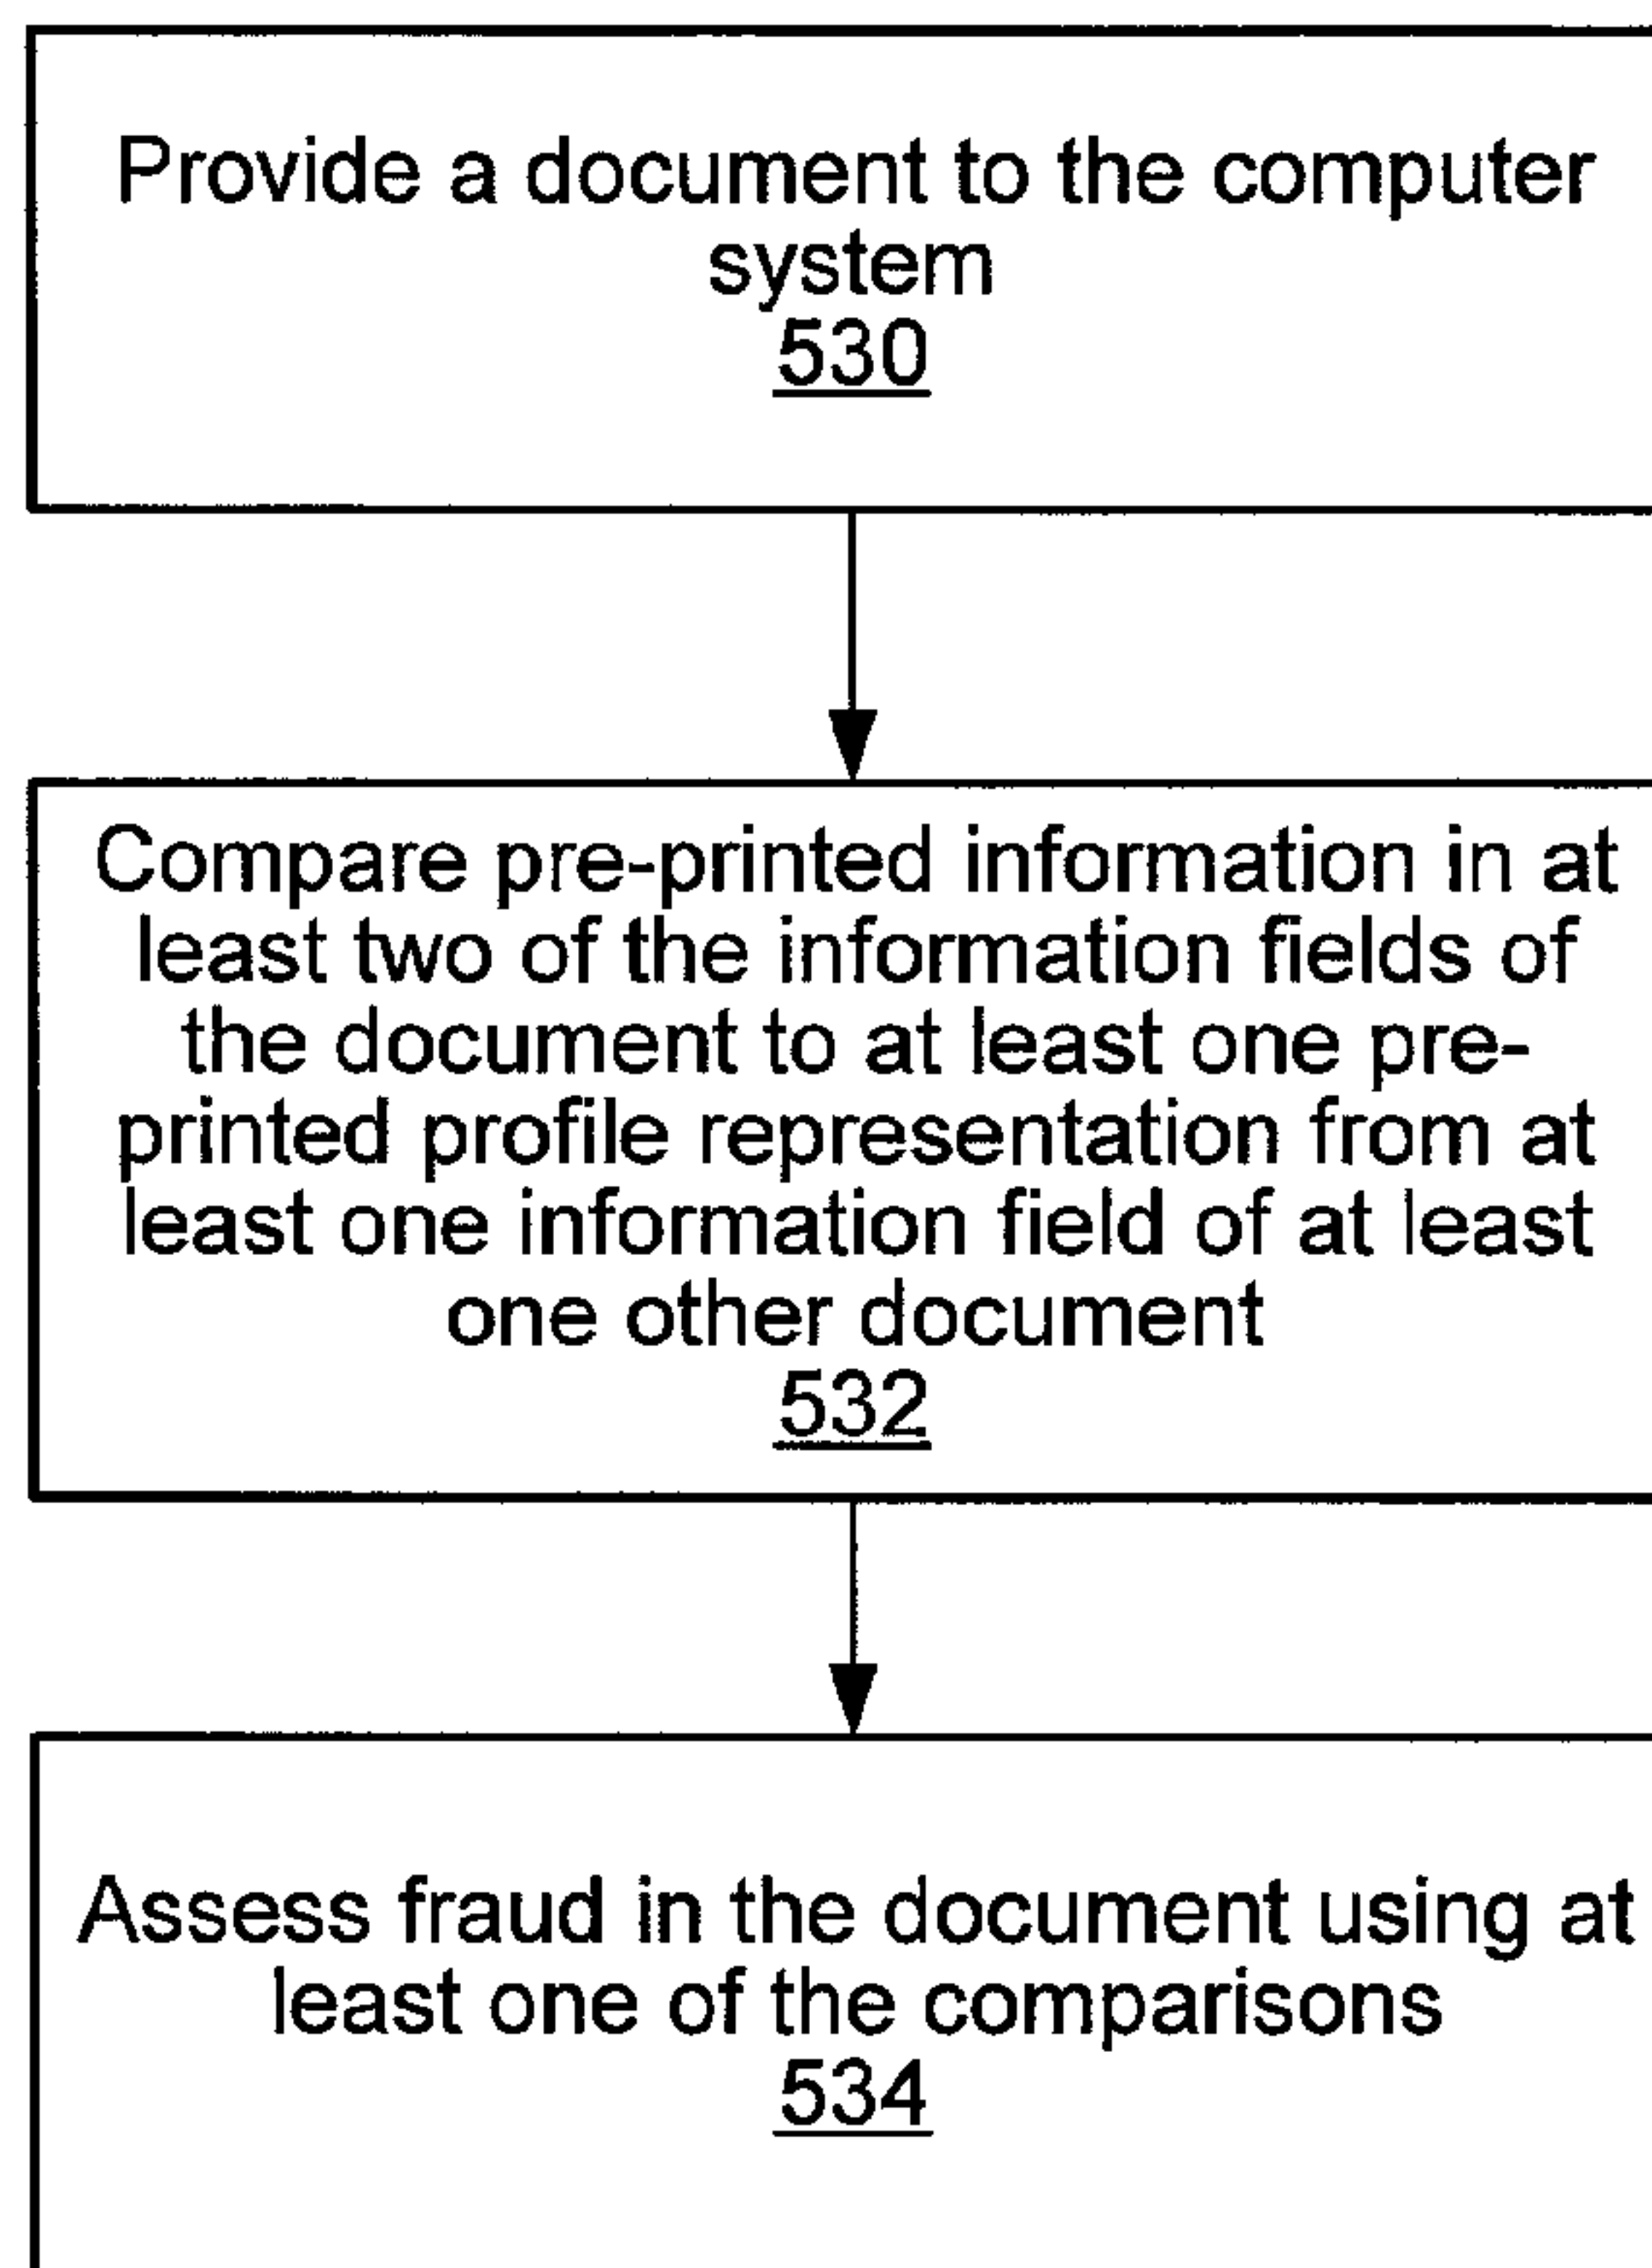 Provide a document to the computer
system
530
Compare pre-printed information in at
least two of the information fields of
the document to at least one pre-
printed profile representation from at
least one information field of at least
one other document
532
Assess fraud in the document using at
least one of the comparisons
534